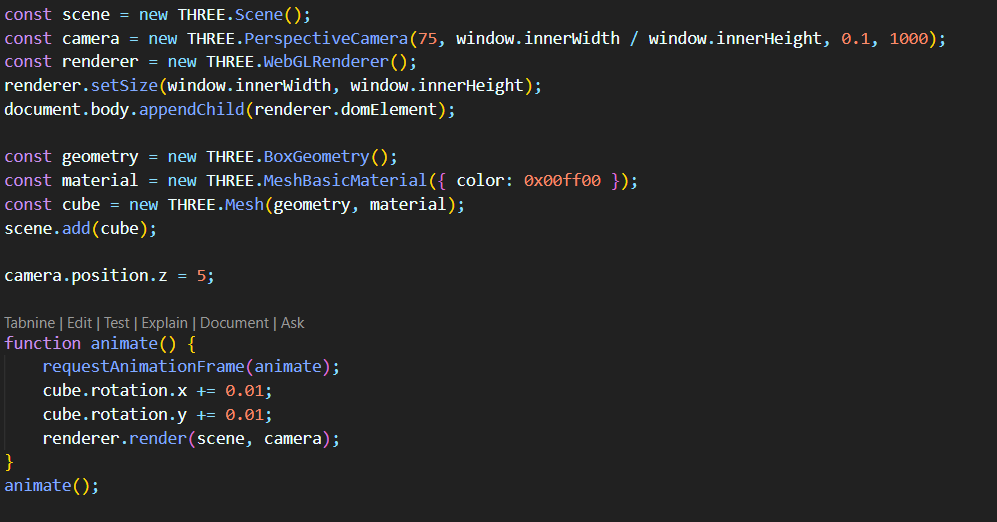 const scene = new THREE.Scene();
const camera = new THREE.PerspectiveCamera(75, window.innerWidth / window.innerHeight, 0.1, 1000);
const renderer = new THREE.WebGLRenderer();
renderer.setSize(window.innerWidth, window.innerHeight);
document.body.appendChild(renderer.domElement);

const geometry = new THREE.BoxGeometry();
const material = new THREE.MeshBasicMaterial({ color: 0x00ff00 });
const cube = new THREE.Mesh(geometry, material);
scene.add(cube);

camera.position.z = 5;

Tabnine | Edit | Test | Explain | Document | Ask
function animate() {
    requestAnimationFrame(animate);
    cube.rotation.x += 0.01;
    cube.rotation.y += 0.01;
    renderer.render(scene, camera);
}
animate();